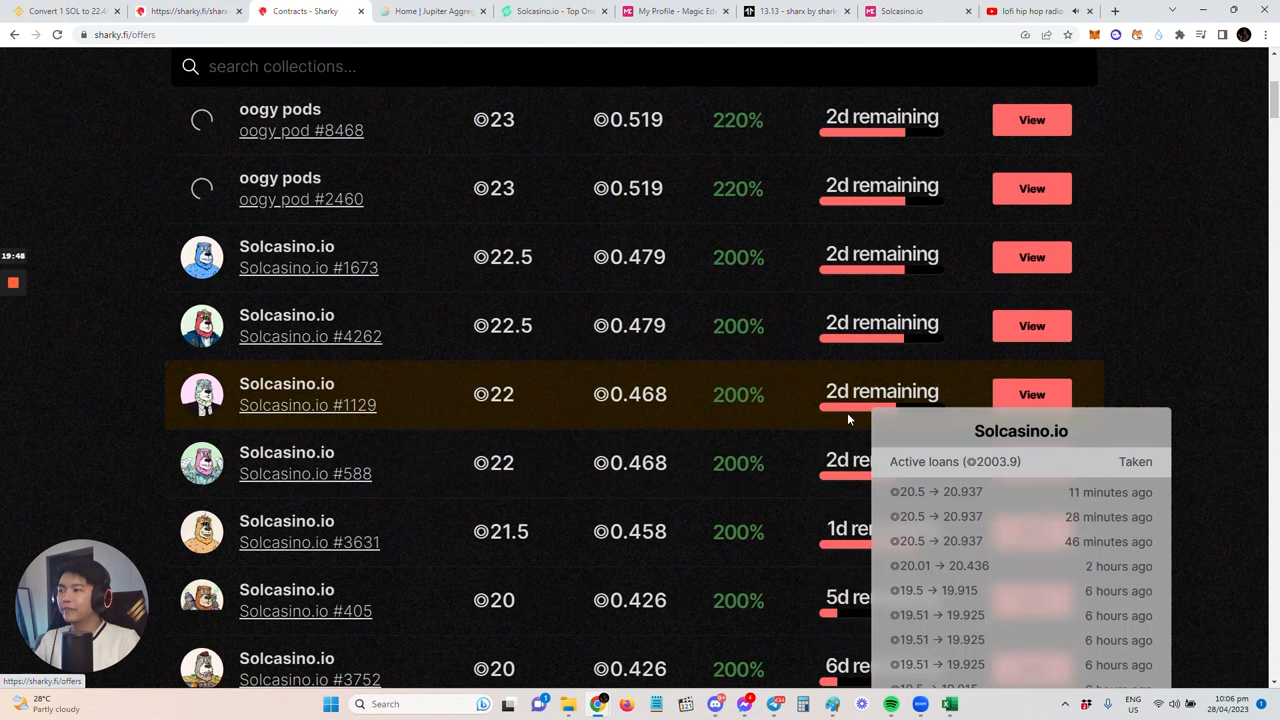 Convert 1 SOL to 22.4
https://sharky.fi/shar
Contracts - Sharky
Home | Jupiter Aggreg
Solcasino.io - Top One
My Profile - Magic Ed
13.13 - sharx by shark
Solcasino.io
lofi hip hop radio
sharky.fi/offers
search collections...
oogy pods
oogy pod #8468
23
0.519
220%
2d remaining
View
oogy pods
oogy pod #2460
23
0.519
220%
2d remaining
View
19:48
Solcasino.io
Solcasino.io #1673
22.5
0.479
200%
2d remaining
View
Solcasino.io
Solcasino.io #4262
22.5
0.479
200%
2d remaining
View
Solcasino.io
Solcasino.io #1129
22
0.468
200%
2d remaining
View
Solcasino.io
Solcasino.io #588
22
0.468
200%
2d re
Solcasino.io
Solcasino.io #3631
21.5
0.458
200%
1d re
Solcasino.io
Solcasino.io #405
20
0.426
200%
5d re
Solcasino.io
Solcasino.io #3752
20
0.426
200%
6d re
Solcasino.io
Active loans (◎2003.9) Taken
◎20.5 → 20.937 11 minutes ago
◎20.5 → 20.937 28 minutes ago
◎20.5 → 20.937 46 minutes ago
◎20.01 → 20.436 2 hours ago
◎19.5 → 19.915 6 hours ago
◎19.51 → 19.925 6 hours ago
◎19.51 → 19.925 6 hours ago
◎19.51 → 19.925 6 hours ago
https://sharky.fi/offers
28°C
Partly cloudy
Search
ENG
US
10:06 pm
28/04/2023